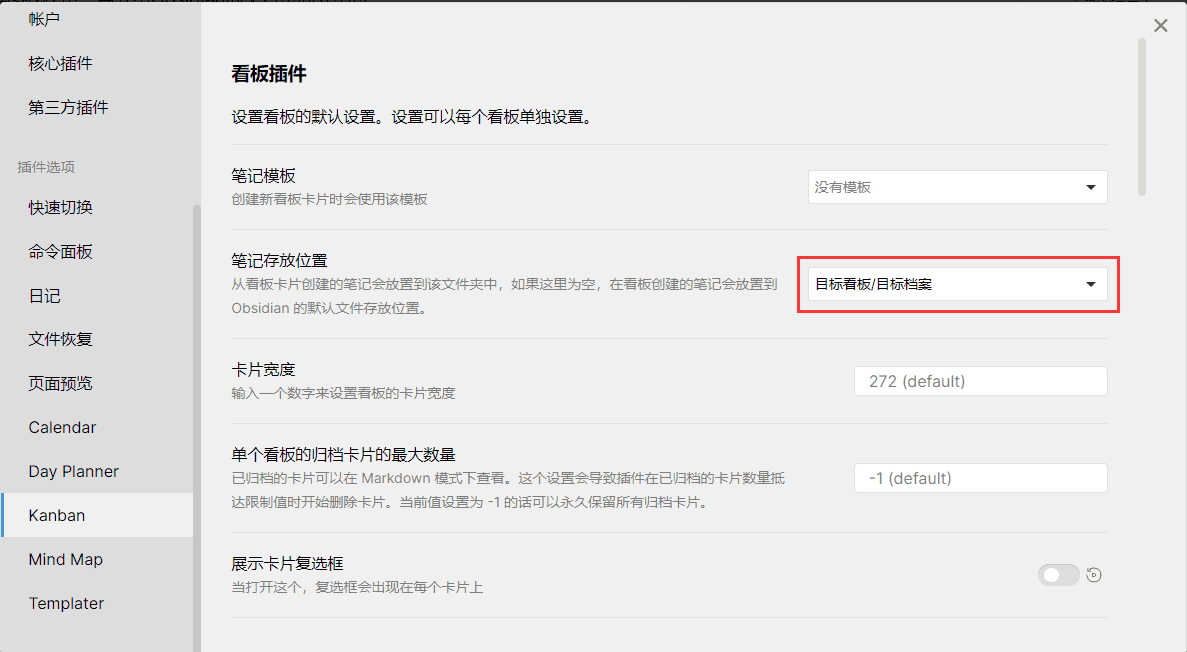 帐户
核心插件
第三方插件
插件选项
快速切换
命令面板
日记
文件恢复
页面预览
Calendar
Day Planner
Kanban
Mind Map
Templater
看板插件
设置看板的默认设置。设置可以每个看板单独设置。
笔记模板
创建新看板卡片时会使用该模板
没有模板
笔记存放位置
从看板卡片创建的笔记会放置到该文件夹中，如果这里为空，在看板创建的笔记会放置到
Obsidian 的默认文件存放位置。
目标看板/目标档案
卡片宽度
输入一个数字来设置看板的卡片宽度
272 (default)
单个看板的归档卡片的最大数量
已归档的卡片可以在 Markdown 模式下查看。这个设置会导致插件在已归档的卡片数量抵
达限制值时开始删除卡片。当前值设置为 -1 的话可以永久保留所有归档卡片。
-1 (default)
展示卡片复选框
当打开这个，复选框会出现在每个卡片上